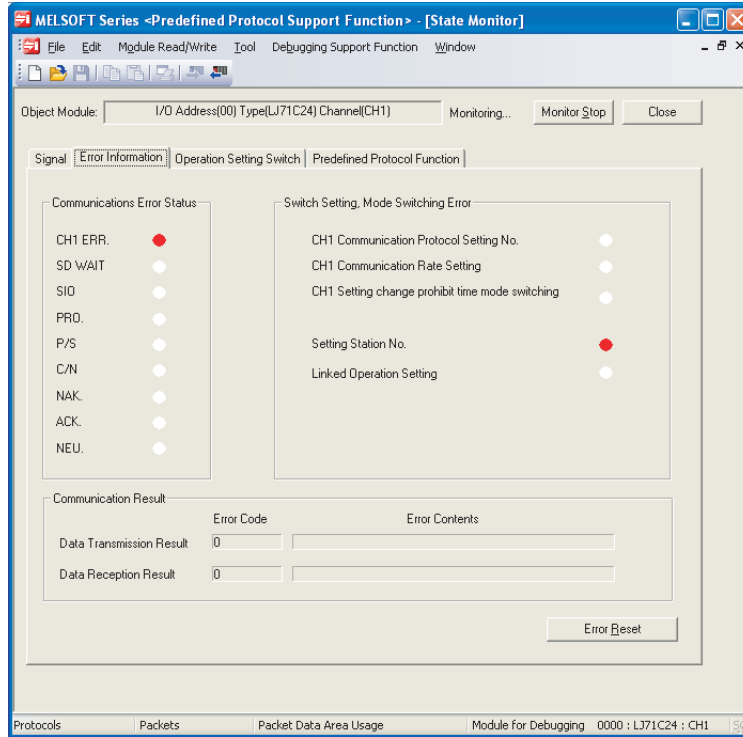 MELSOFT Series <Predefined Protocol Support Function> - [State Monitor]
File Edit Module Read/Write Tool Debugging Support Function Window
Object Module: I/O Address(00) Type(LJ71C24) Channel(CH1) Monitoring... Monitor Stop Close
Signal Error Information Operation Setting Switch Predefined Protocol Function
Communications Error Status Switch Setting, Mode Switching Error
CH1 ERR. CH1 Communication Protocol Setting No.
SD WAIT CH1 Communication Rate Setting
SIO CH1 Setting change prohibit time mode switching
PRO.
P/S Setting Station No.
C/N Linked Operation Setting
NAK.
ACK.
NEU.
Communication Result
Error Code Error Contents
Data Transmission Result 0
Data Reception Result 0
Error Reset
Protocols Packets Packet Data Area Usage Module for Debugging 0000 : LJ71C24 : CH1